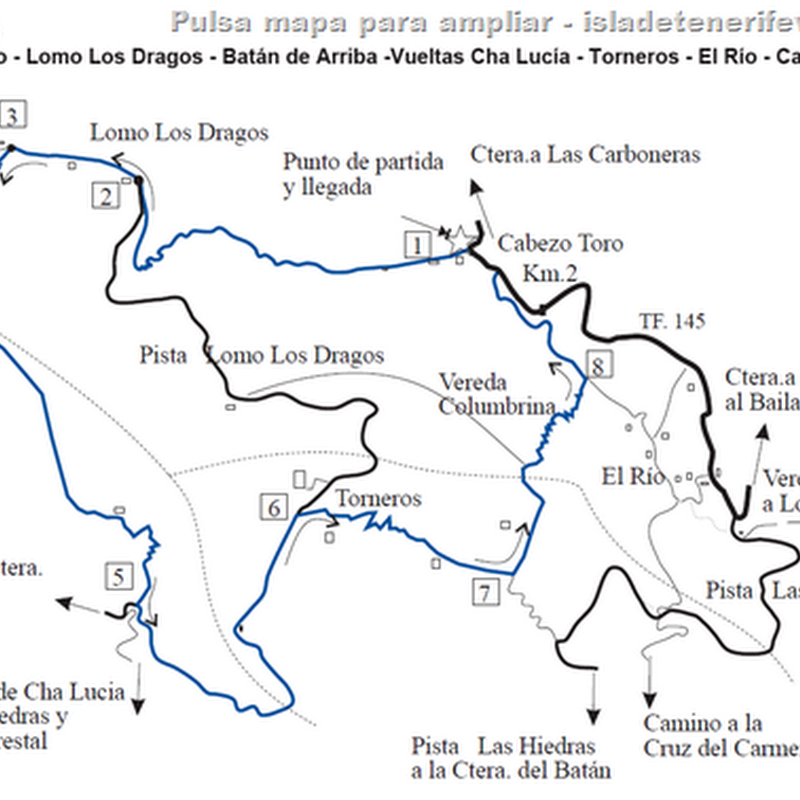 Pulsa mapa para ampliar - isladetenerifev
o - Lomo Los Dragos - Batán de Arriba -Vueltas Cha Lucía - Torneros - El Río - Ca
3
Lomo Los Dragos
2
Punto de partida
y llegada
Ctera.a Las Carboneras
1
Cabezo Toro
Km.2
TF. 145
Pista Lomo Los Dragos
8
Vereda
Columbrina
Ctera.a
al Baila
El Río
Vere
a Lo
6
Torneros
tera.
5
7
Pista Las
de Cha Lucia
edras y
restal
Pista Las Hiedras
a la Ctera. del Batán
Camino a la
Cruz del Carme